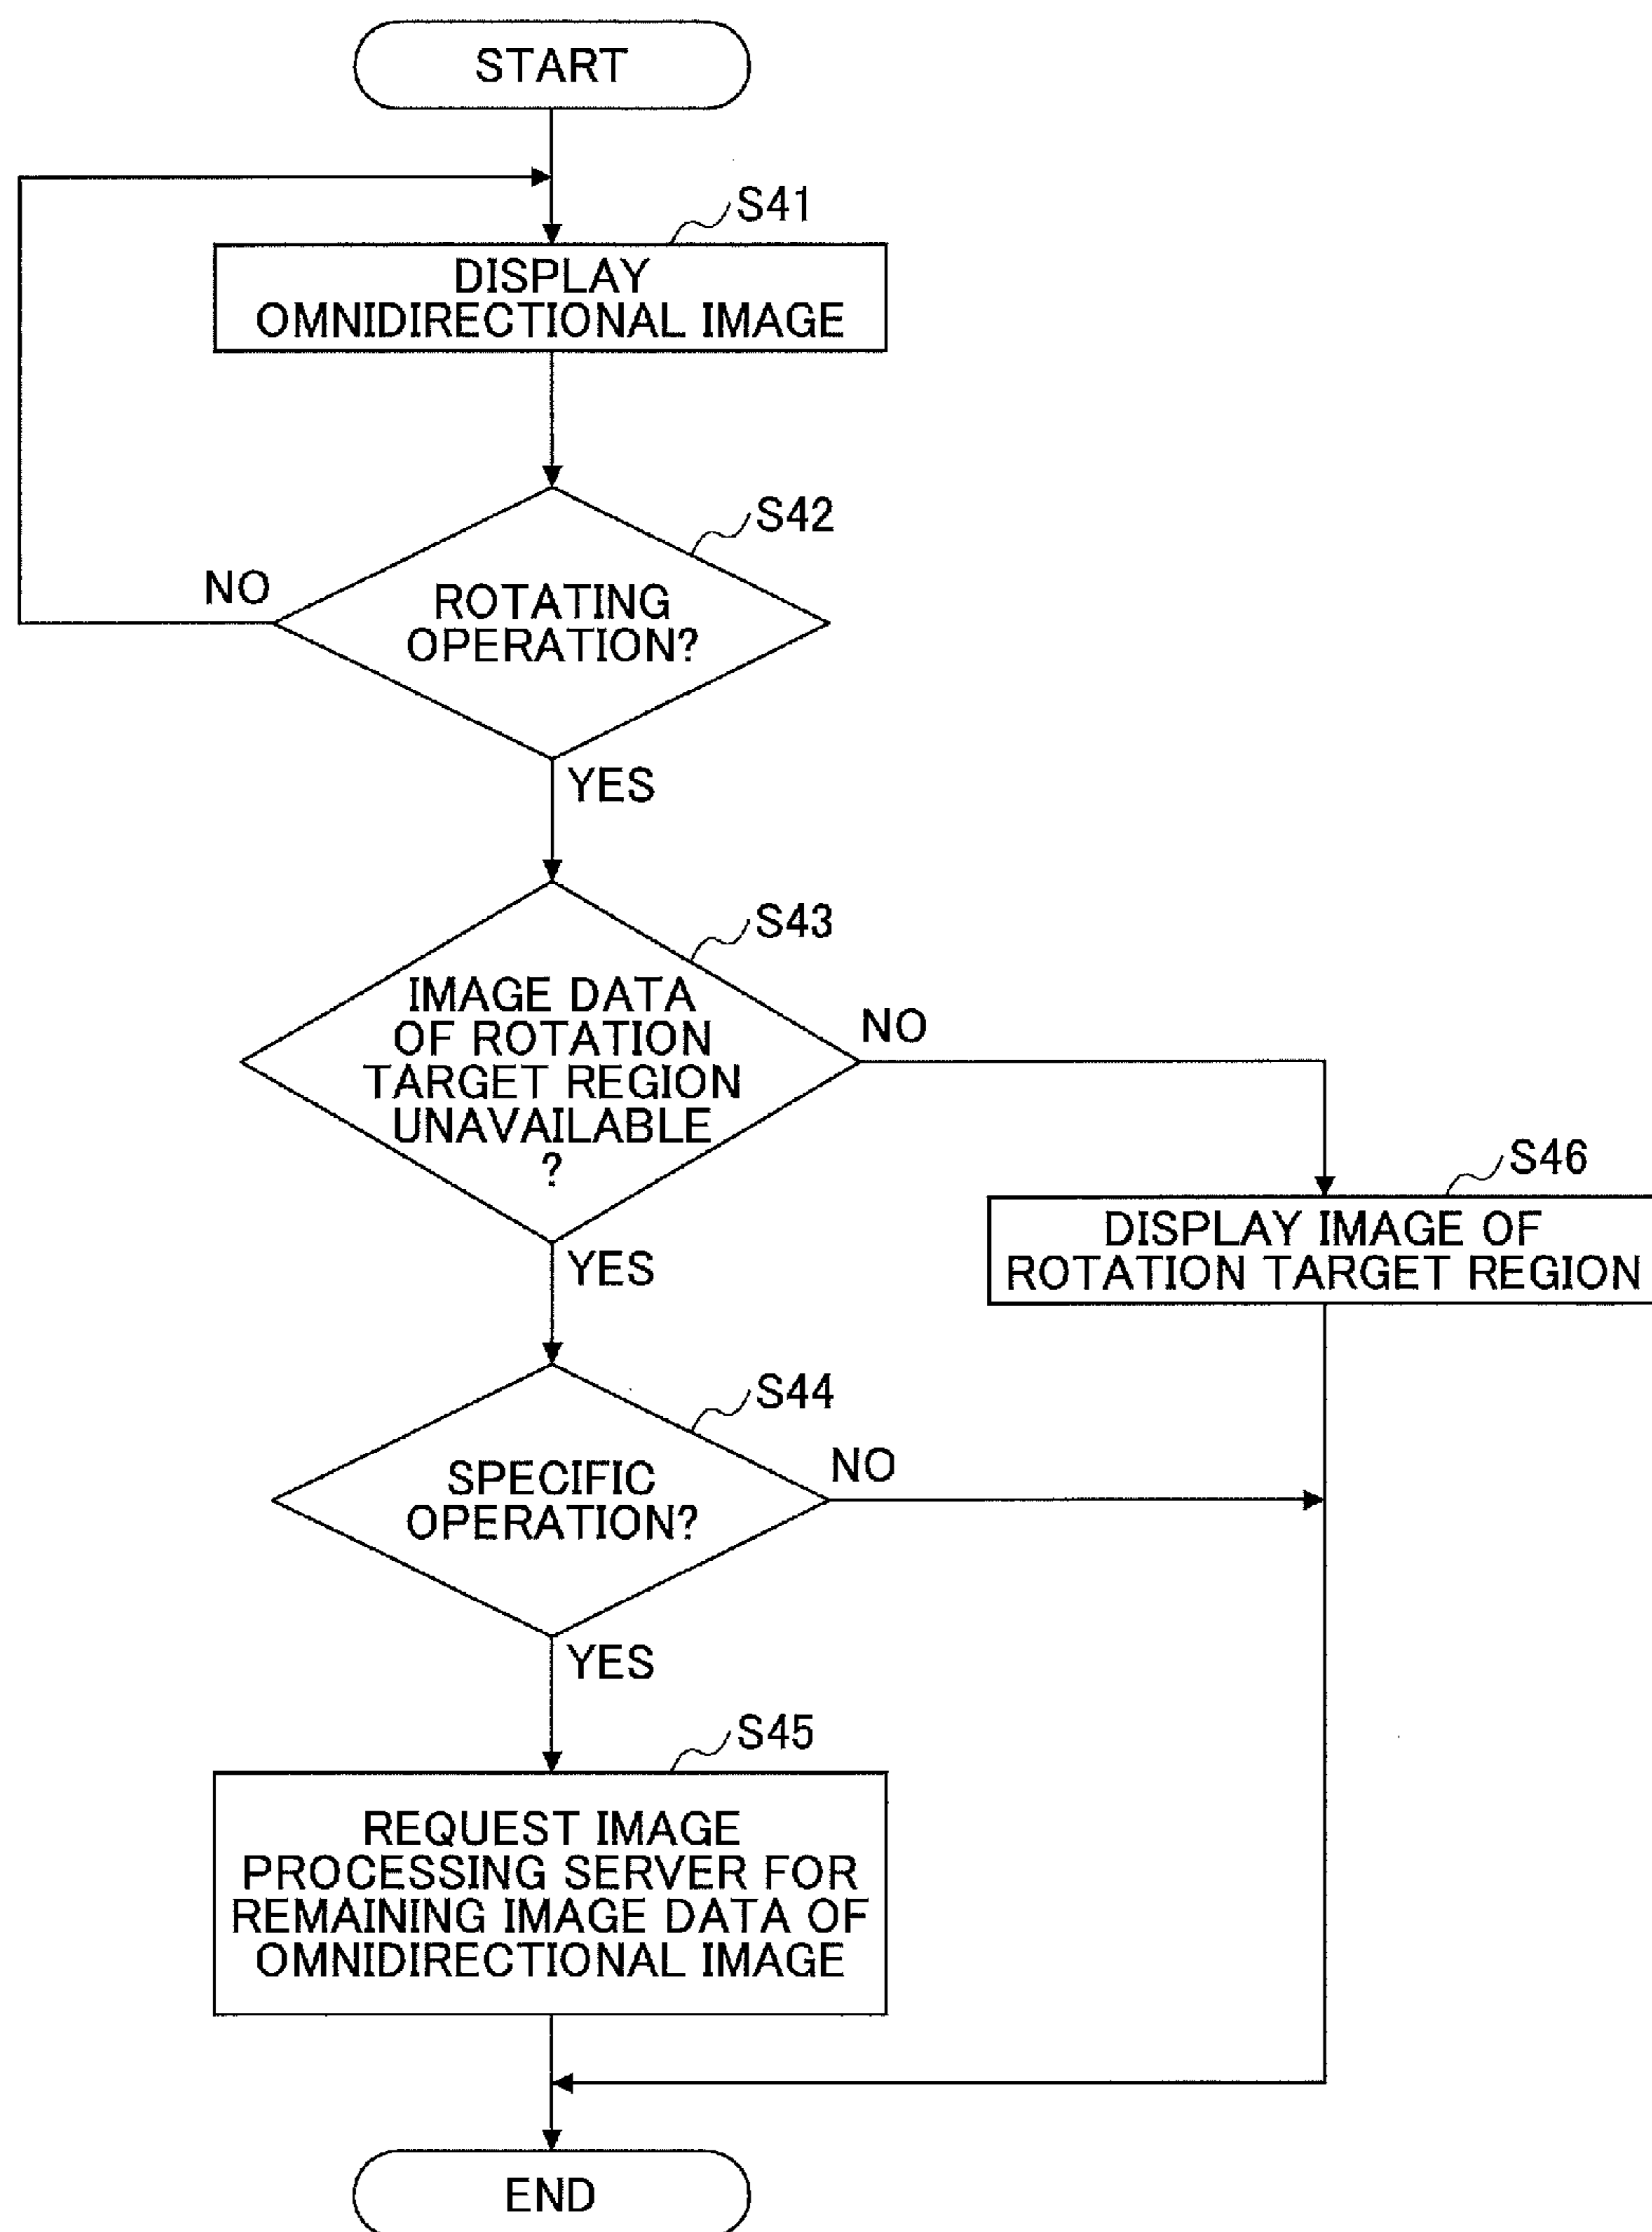 START
S41
DISPLAY
OMNIDIRECTIONAL IMAGE
S42
NO
ROTATING
OPERATION?
YES
S43
IMAGE DATA
OF ROTATION
TARGET REGION
UNAVAILABLE
?
NO
S46
DISPLAY IMAGE OF
ROTATION TARGET REGION
YES
S44
SPECIFIC
OPERATION?
NO
YES
S45
REQUEST IMAGE
PROCESSING SERVER FOR
REMAINING IMAGE DATA OF
OMNIDIRECTIONAL IMAGE
END